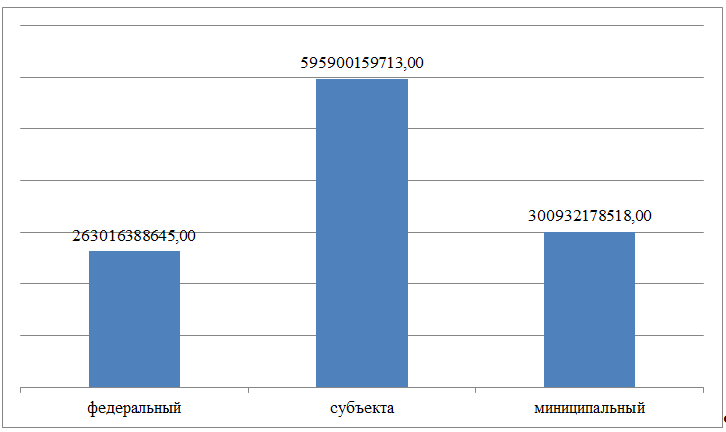 595900159713,00
300932178518,00
263016388645,00
федеральный
субъекта
миниципальный